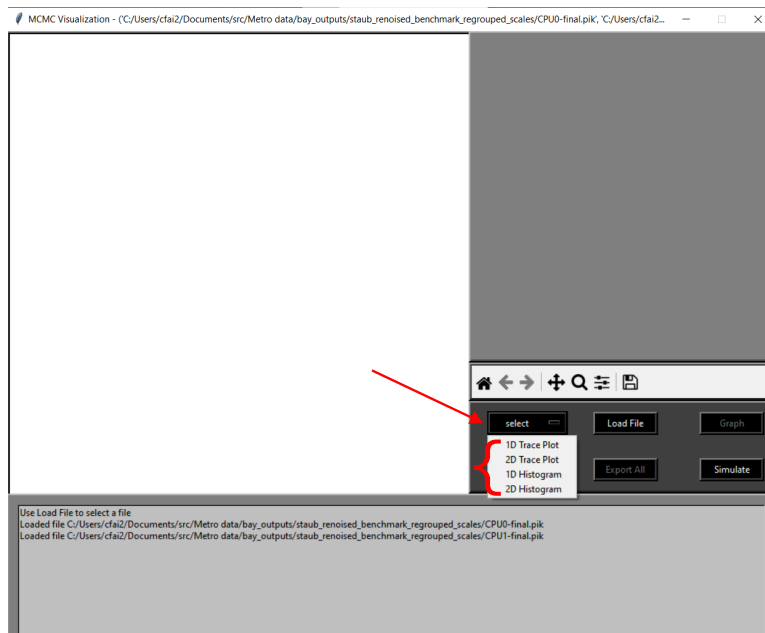 MCMC Visualization - ('C:/Users/cfai2/Documents/src/Metro data/bay_outputs/staub_renoised_benchmark_regrouped_scales/CPU0-final.pik', 'C:/Users/cfai2...
select
Load File
Graph
1D Trace Plot
2D Trace Plot
1D Histogram
2D Histogram
Export All
Simulate
Use Load File to select a file
Loaded file C:/Users/cfai2/Documents/src/Metro data/bay_outputs/staub_renoised_benchmark_regrouped_scales/CPU0-final.pik
Loaded file C:/Users/cfai2/Documents/src/Metro data/bay_outputs/staub_renoised_benchmark_regrouped_scales/CPU1-final.pik